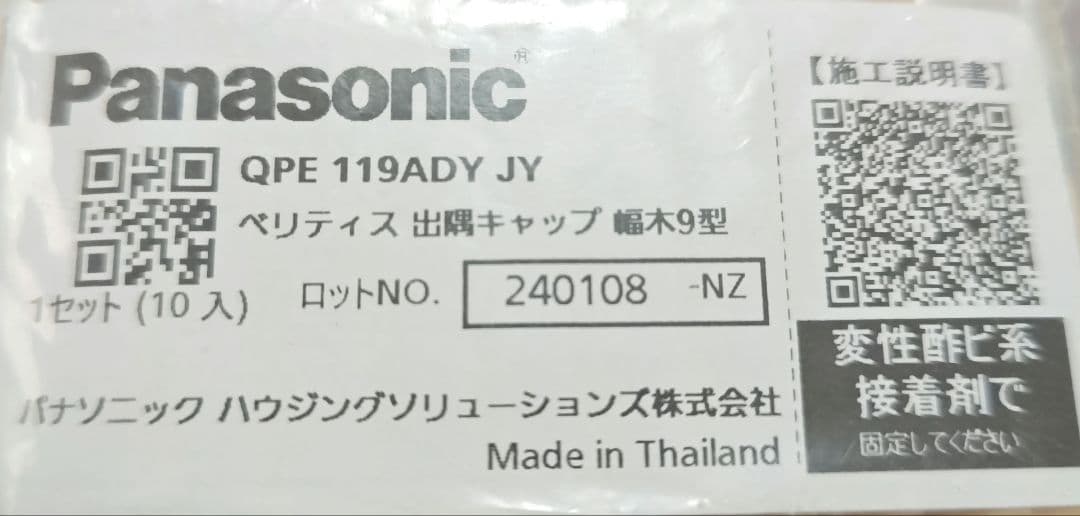 Panasonic®
QPE 119ADY JY
ベリティス 出隅キャップ 幅木9型
1セット (10 入)
ロットNO. 240108 -NZ
パナソニック ハウジングソリューションズ株式会社
Made in Thailand
【施工説明書】
変性酢ビ系
接着剤で
固定してください